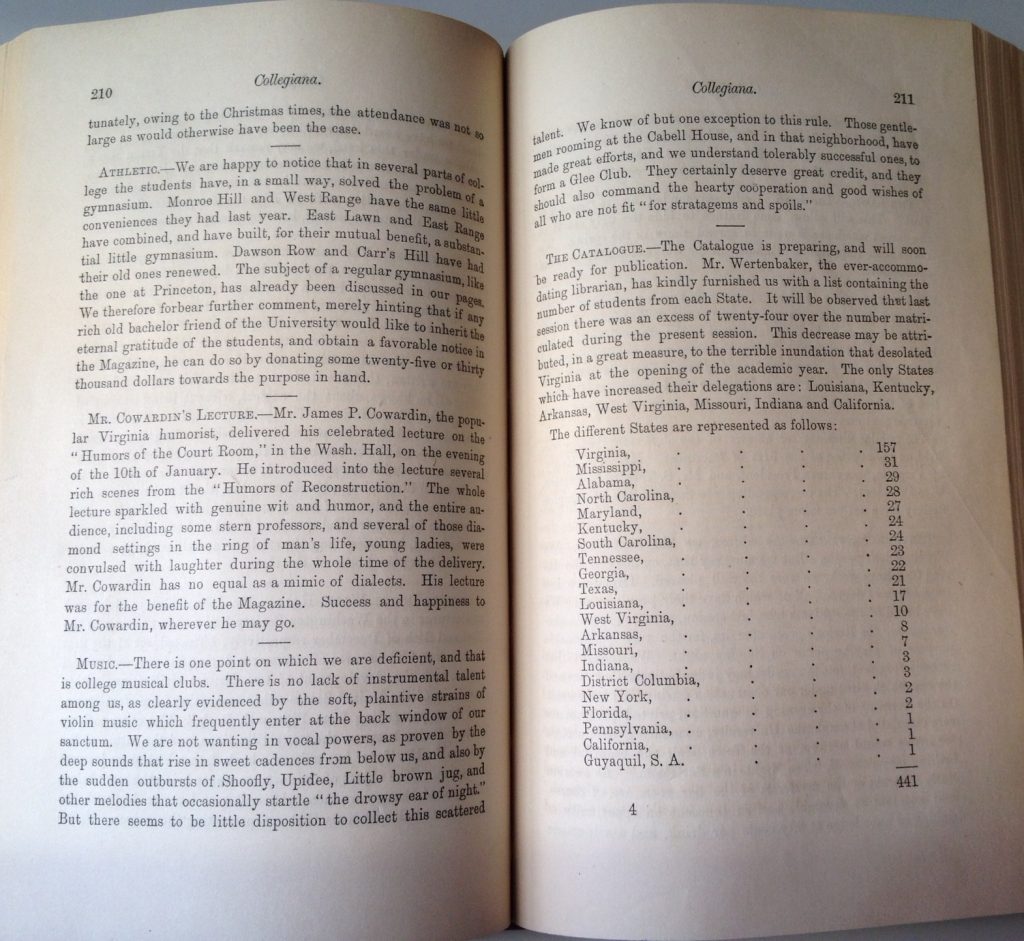 210
Collegiana.
tunately, owing to the Christmas times, the attendance was not so
large as would otherwise have been the case.
ATHLETIC.—We are happy to notice that in several parts of col-
lege the students have, in a small way, solved the problem of a
gymnasium. Monroe Hill and West Range have the same little
conveniences they had last year. East Lawn and East Range
have combined, and have built, for their mutual benefit, a substan-
tial little gymnasium. Dawson Row and Carr's Hill have had
their old ones renewed. The subject of a regular gymnasium, like
the one at Princeton, has already been discussed in our pages.
We therefore forbear further comment, merely hinting that if any
rich old bachelor friend of the University would like to inherit the
eternal gratitude of the students, and obtain a favorable notice in
the Magazine, he can do so by donating some twenty-five or thirty
thousand dollars towards the purpose in hand.
MR. COWARDIN'S LECTURE.—Mr. James P. Cowardin, the popu-
lar Virginia humorist, delivered his celebrated lecture on the
"Humors of the Court Room," in the Wash. Hall, on the evening
of the 10th of January. He introduced into the lecture several
rich scenes from the "Humors of Reconstruction." The whole
lecture sparkled with genuine wit and humor, and the entire au-
dience, including some stern professors, and several of those dia-
mond settings in the ring of man's life, young ladies, were
convulsed with laughter during the whole time of the delivery.
Mr. Cowardin has no equal as a mimic of dialects. His lecture
was for the benefit of the Magazine. Success and happiness to
Mr. Cowardin, wherever he may go.
MUSIC.—There is one point on which we are deficient, and that
is college musical clubs. There is no lack of instrumental talent
among us, as clearly evidenced by the soft, plaintive strains of
violin music which frequently enter at the back window of our
sanctum. We are not wanting in vocal powers, as proven by the
deep sounds that rise in sweet cadences from below us, and also by
the sudden outbursts of Shoofly, Upidee, Little brown jug, and
other melodies that occasionally startle "the drowsy ear of night."
But there seems to be little disposition to collect this scattered
Collegiana.
211
talent. We know of but one exception to this rule. Those gentle-
men rooming at the Cabell House, and in that neighborhood, have
made great efforts, and we understand tolerably successful ones, to
form a Glee Club. They certainly deserve great credit, and they
should also command the hearty coöperation and good wishes of
all who are not fit "for stratagems and spoils."
THE CATALOGUE.—The Catalogue is preparing, and will soon
be ready for publication. Mr. Wertenbaker, the ever-accommo-
dating librarian, has kindly furnished us with a list containing the
number of students from each State. It will be observed that last
session there was an excess of twenty-four over the number matri-
culated during the present session. This decrease may be attri-
buted, in a great measure, to the terrible inundation that desolated
Virginia at the opening of the academic year. The only States
which have increased their delegations are: Louisiana, Kentucky,
Arkansas, West Virginia, Missouri, Indiana and California.
The different States are represented as follows:
Virginia, . . . . 157
Mississippi, . . . . 31
Alabama, . . . . 29
North Carolina, . . . 28
Maryland, . . . . 27
Kentucky, . . . . 24
South Carolina, . . . 24
Tennessee, . . . . 23
Georgia, . . . . 22
Texas, . . . . 21
Louisiana, . . . . 17
West Virginia, . . . 10
Arkansas, . . . . 8
Missouri, . . . . 7
Indiana, . . . . 3
District Columbia, . . . 3
New York, . . . . 2
Florida, . . . . 2
Pennsylvania, . . . . 1
California, . . . . 1
Guyaquil, S. A. . . . 1
441
4